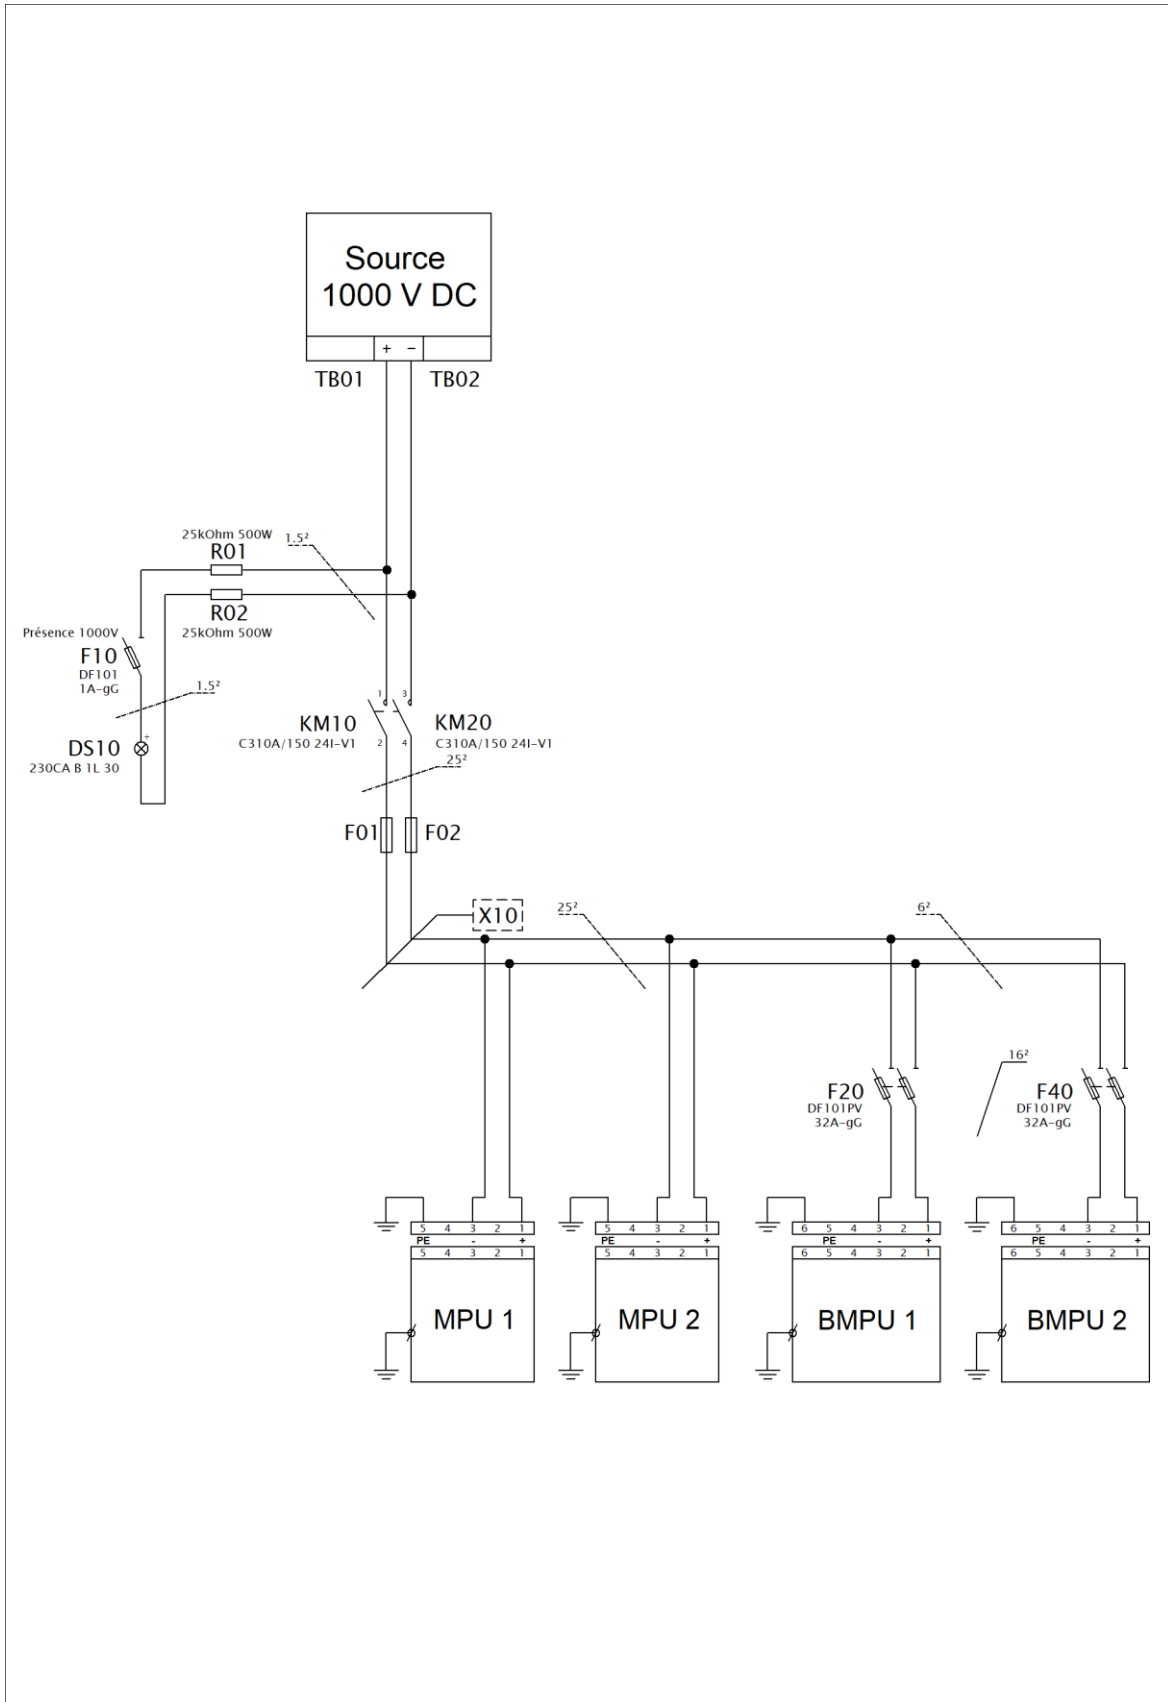 Source
1000 V DC
+ −
TB01 TB02
25kOhm 500W
R01
1.5²
R02
25kOhm 500W
Présence 1000V
F10
DF101
1A-gG
1.5²
DS10
+
230CA B 1L 30
1 3
KM10 KM20
C310A/150 24I-V1 C310A/150 24I-V1
2 4
25²
F01 F02
X10
25²
6²
16²
F20
DF101PV
32A-gG
F40
DF101PV
32A-gG
5 4 3 2 1
PE - +
5 4 3 2 1
MPU 1
5 4 3 2 1
PE - +
5 4 3 2 1
MPU 2
6 5 4 3 2 1
PE - +
6 5 4 3 2 1
BMPU 1
6 5 4 3 2 1
PE - +
6 5 4 3 2 1
BMPU 2